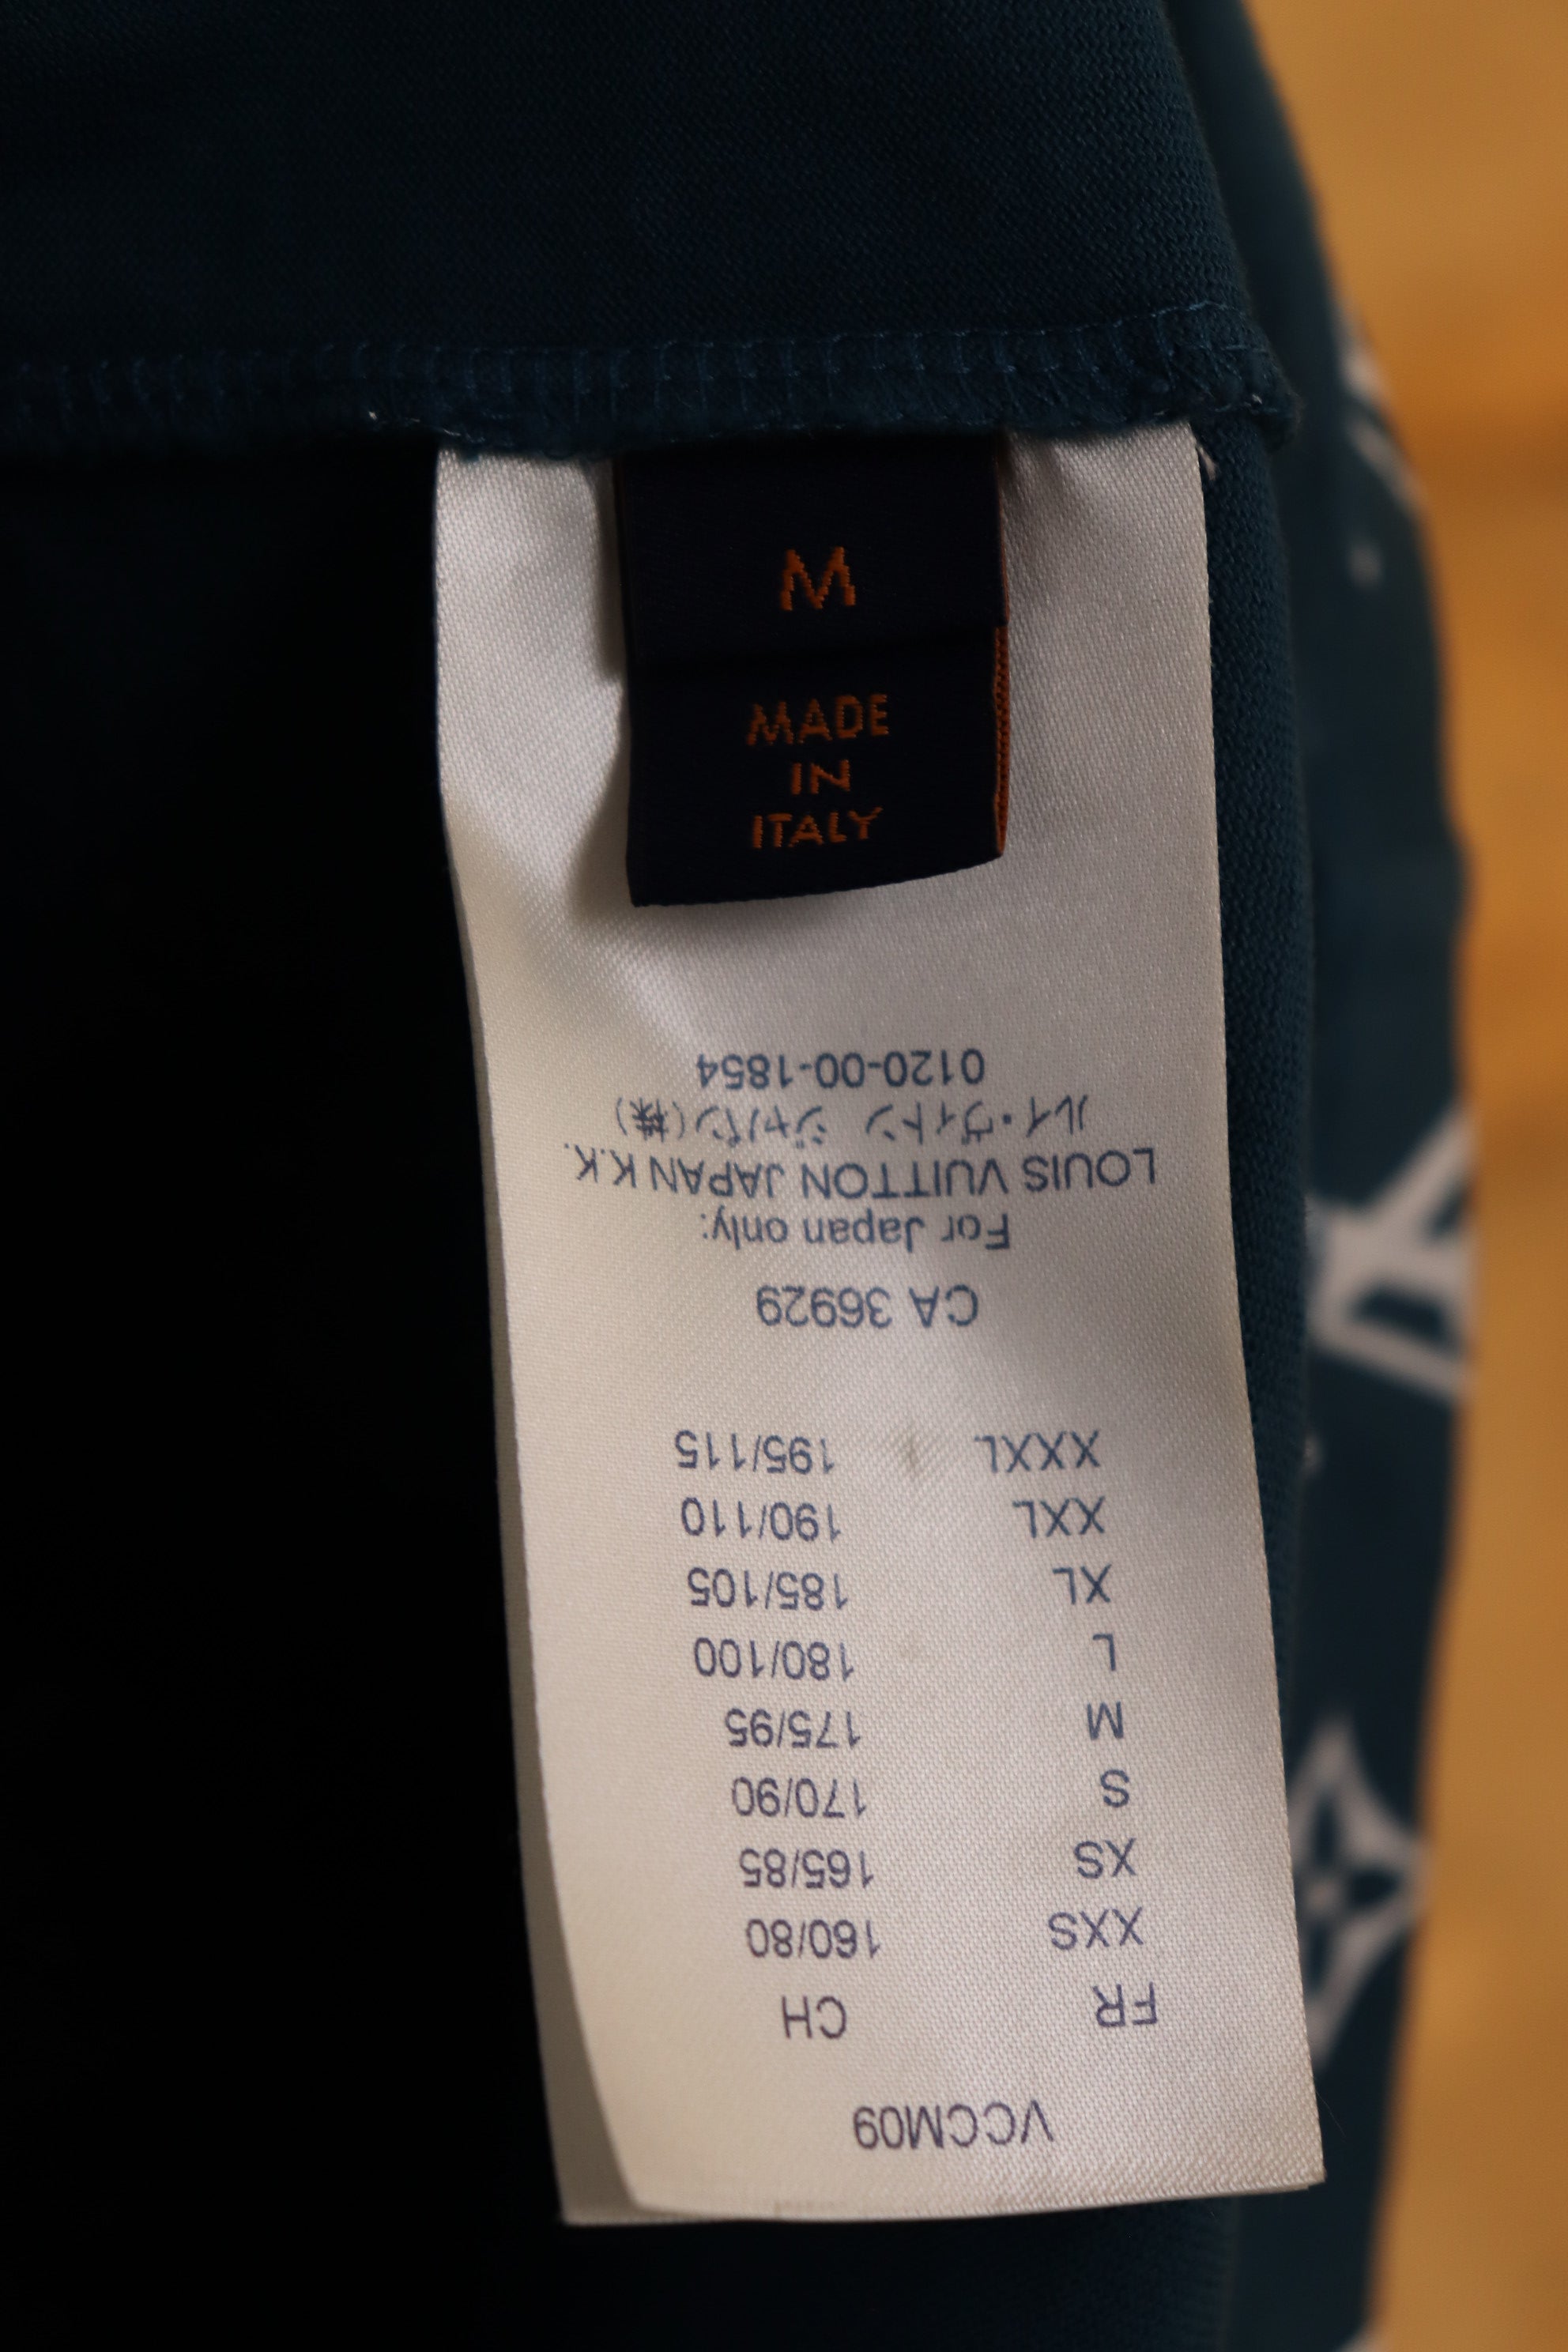 M
MADE
IN
ITALY
VCCM09
FR CH
XXS 160/80
XS 165/85
S 170/90
M 175/95
L 180/100
XL 185/105
XXL 190/110
XXXL 195/115
CA 36929
For Japan only:
LOUIS VUITTON JAPAN K.K.
ルイ・ヴィトン ジャパン(株)
0120-00-1854